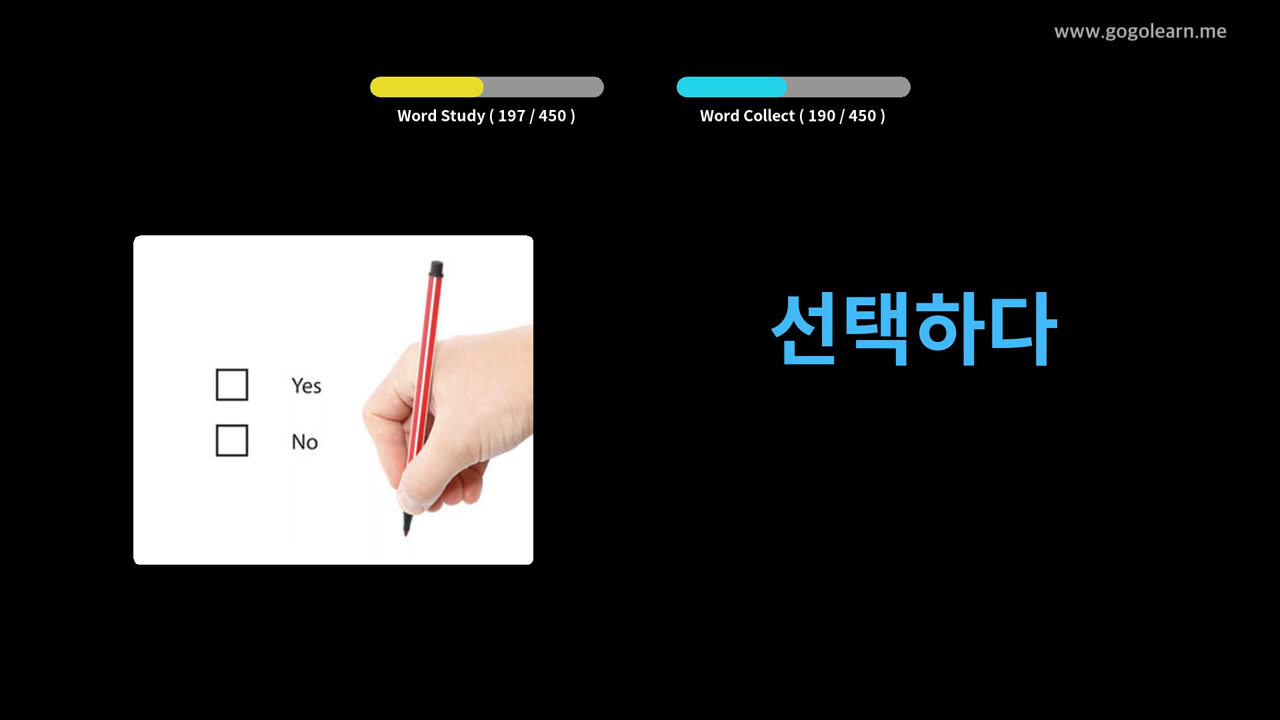 www.gogolearn.me
Word Study ( 197 / 450 )
Word Collect ( 190 / 450 )
선택하다
Yes
No